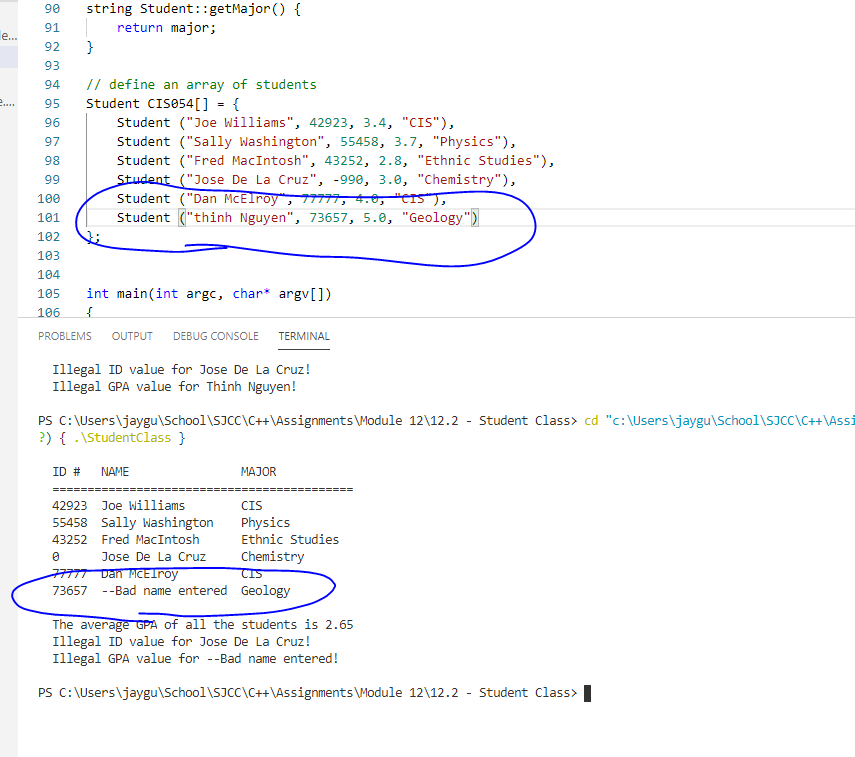 90 string Student::getMajor() {
91 return major;
92 }
93
94 // define an array of students
95 Student CIS054[] = {
96 Student ("Joe Williams", 42923, 3.4, "CIS"),
97 Student ("Sally Washington", 55458, 3.7, "Physics"),
98 Student ("Fred MacIntosh", 43252, 2.8, "Ethnic Studies"),
99 Student ("Jose De La Cruz", -990, 3.0, "Chemistry"),
100 Student ("Dan McElroy", 77777, 4.0, "CIS"),
101 Student ("thinh Nguyen", 73657, 5.0, "Geology")
102 };
103
104
105 int main(int argc, char* argv[])
106 {
PROBLEMS OUTPUT DEBUG CONSOLE TERMINAL
Illegal ID value for Jose De La Cruz!
Illegal GPA value for Thinh Nguyen!
PS C:\Users\jaygu\School\SJCC\C++\Assignments\Module 12\12.2 - Student Class> cd "c:\Users\jaygu\School\SJCC\C++\Assi
?) { .\StudentClass }
ID # NAME MAJOR
===========================================
42923 Joe Williams CIS
55458 Sally Washington Physics
43252 Fred MacIntosh Ethnic Studies
0 Jose De La Cruz Chemistry
77777 Dan McElroy CIS
73657 --Bad name entered Geology
The average GPA of all the students is 2.65
Illegal ID value for Jose De La Cruz!
Illegal GPA value for --Bad name entered!
PS C:\Users\jaygu\School\SJCC\C++\Assignments\Module 12\12.2 - Student Class>